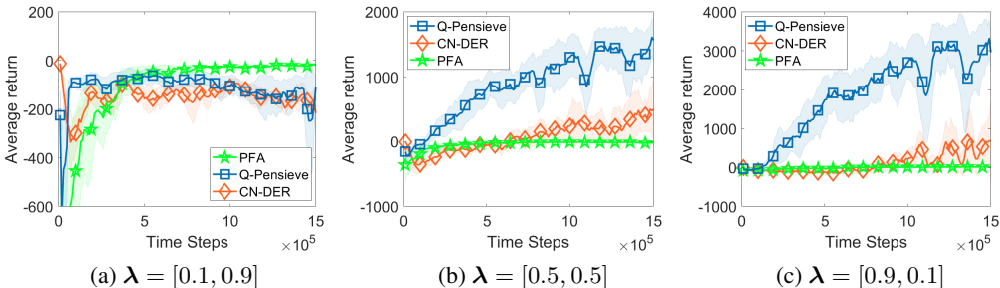 200
0
-200
-400
-600
Average return
0 5 10 15
Time Steps
×10^5
PFA
Q-Pensieve
CN-DER
(a) λ = [0.1, 0.9]
2000
1000
0
-1000
Average return
0 5 10 15
Time Steps
×10^5
Q-Pensieve
CN-DER
PFA
(b) λ = [0.5, 0.5]
4000
3000
2000
1000
0
-1000
Average return
0 5 10 15
Time Steps
×10^5
Q-Pensieve
CN-DER
PFA
(c) λ = [0.9, 0.1]